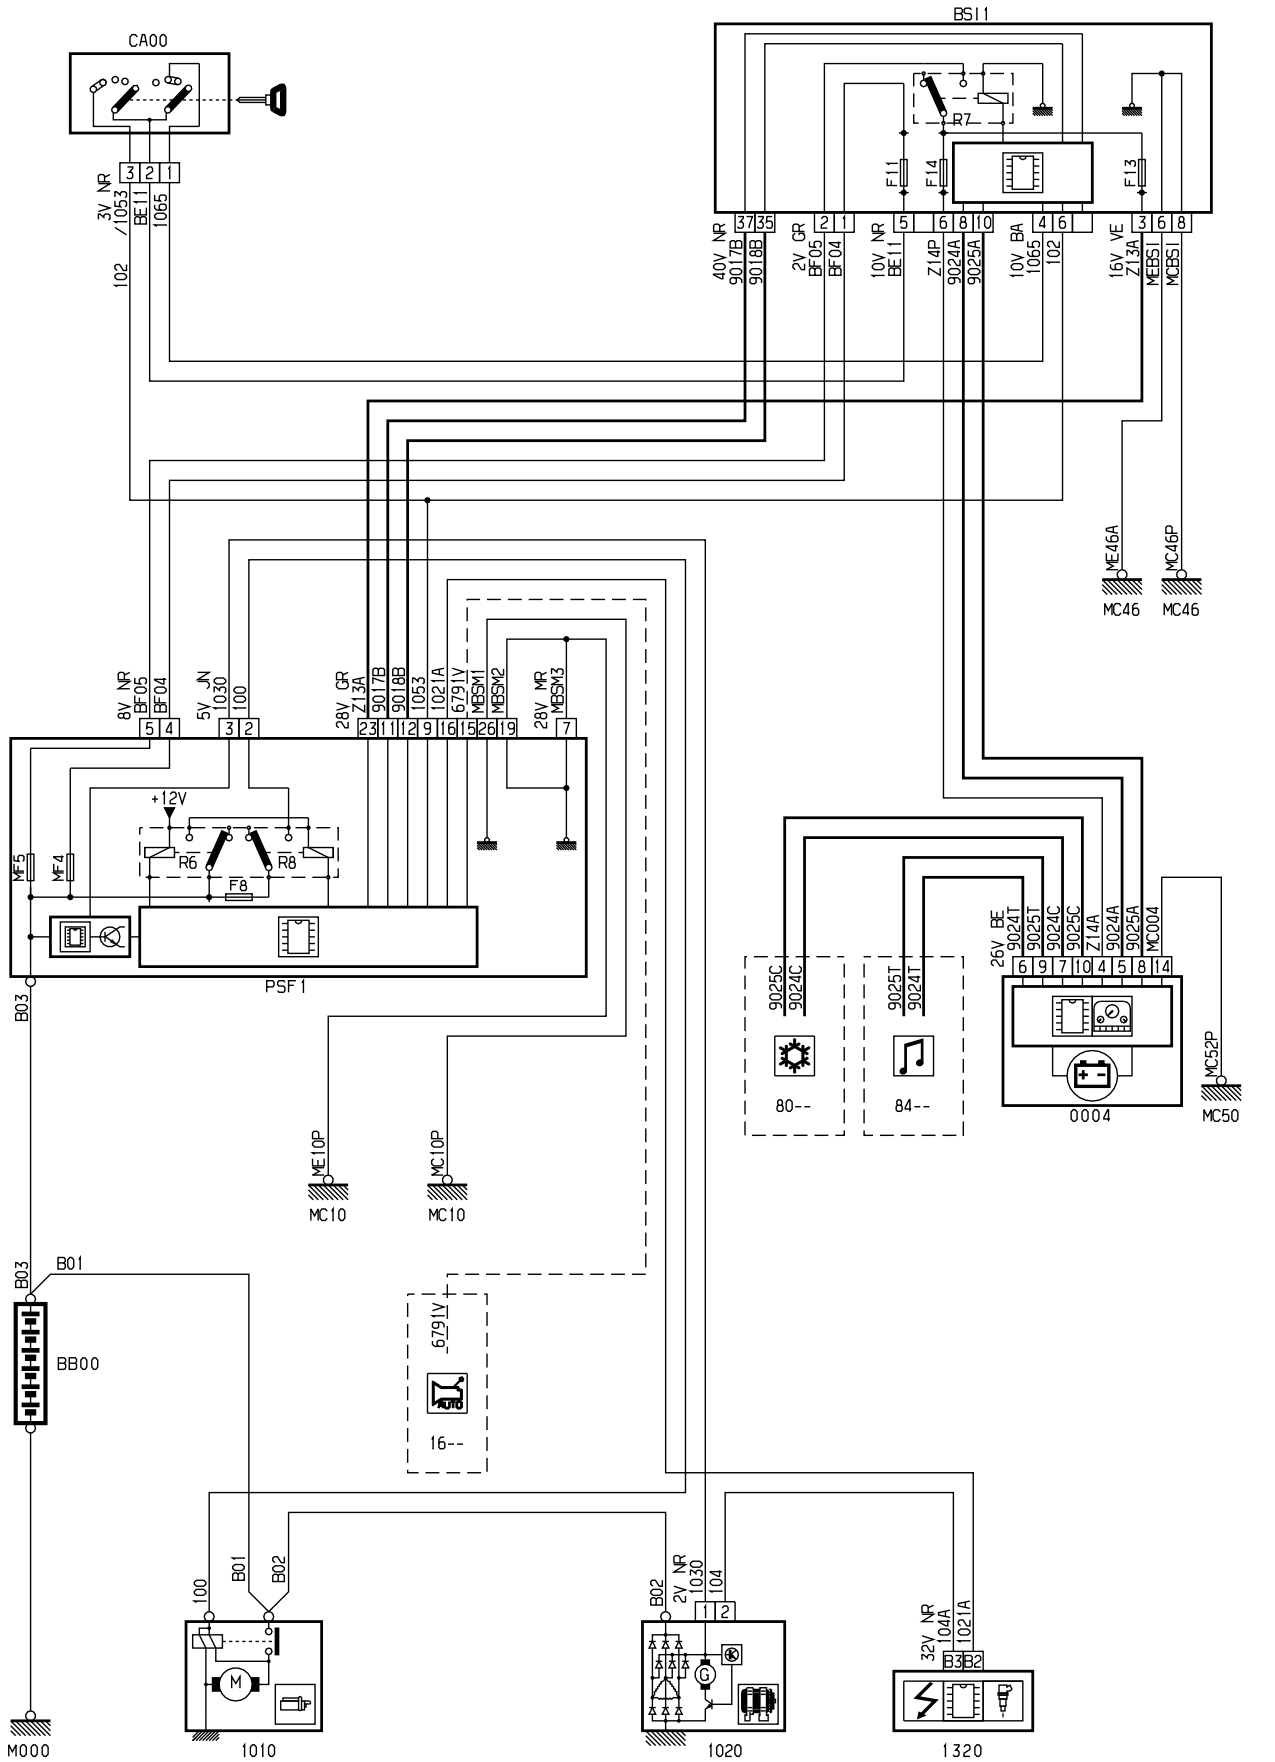 BSI1
CA00
R7
F11
F14
F13
3
2
1
3V NR
/1053
BE11
1065
102
37
35
2
1
5
6
8
10
4
6
3
6
8
40V NR
9017B
9018B
2V GR
BF05
BF04
10V NR
BE11
Z14P
9024A
9025A
10V BA
1065
102
16V VE
Z13A
MEBSI
MCBSI
ME46A
MC46P
MC46
MC46
8V NR
BF05
BF04
5V JN
1030
100
28V GR
Z13A
9017B
9018B
1053
1021A
6791V
MBSM1
MBSM2
28V MR
MBSM3
5
4
3
2
23
11
12
9
16
15
26
19
7
+12V
MF5
MF4
R6
R8
F8
PSF1
B03
26V BE
9024T
9025T
9024C
9025C
Z14A
9024A
9025A
MC004
6
9
7
10
4
5
8
14
9025C
9024C
9025T
9024T
80--
84--
+ -
0004
MC52P
MC50
ME10P
MC10P
MC10
MC10
B03
B01
BB00
6791V
AUTO
16--
100
B01
B02
B02
2V NR
1030
104
1
2
32V NR
104A
1021A
B3
B2
M
G
M000
1010
1020
1320